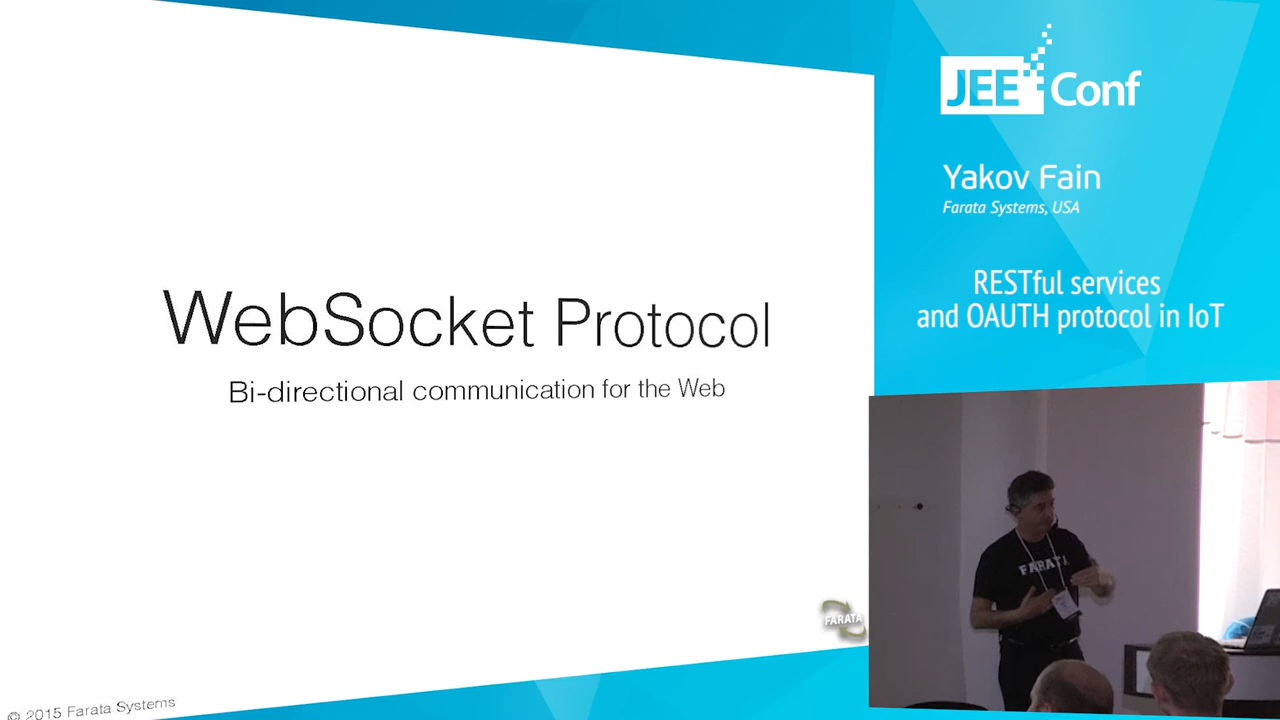 WebSocket Protocol
Bi-directional communication for the Web
FARATA
© 2015 Farata Systems
JEE Conf
Yakov Fain
Farata Systems, USA
RESTful services
and OAUTH protocol in IoT
FARATA